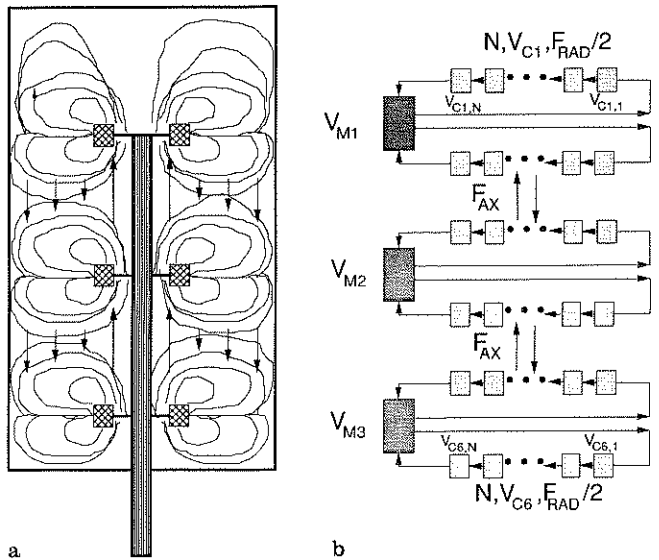 N, V_C1, F_RAD/2
V_C1,N
V_C1,1
V_M1
F_AX
V_M2
F_AX
V_M3
V_C6,N
V_C6,1
N, V_C6, F_RAD/2
a
b